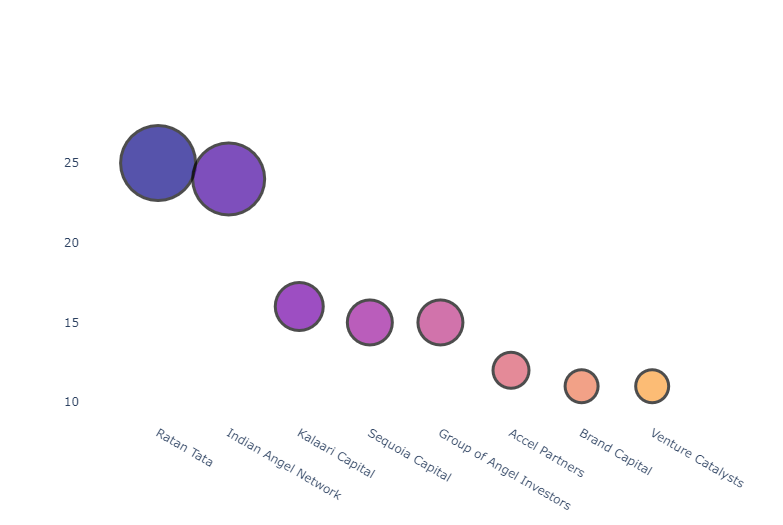 25
20
15
10
Ratan Tata
Indian Angel Network
Kalaari Capital
Sequoia Capital
Group of Angel Investors
Accel Partners
Brand Capital
Venture Catalysts